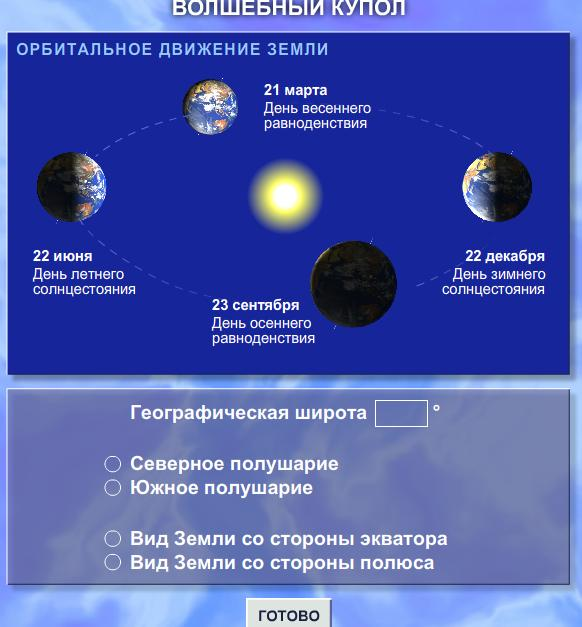 ВОЛШЕБНЫЙ КУПОЛ
ОРБИТАЛЬНОЕ ДВИЖЕНИЕ ЗЕМЛИ
21 марта
День весеннего
равноденствия
22 июня
День летнего
солнцестояния
22 декабря
День зимнего
солнцестояния
23 сентября
День осеннего
равноденствия
Географическая широта °
Северное полушарие
Южное полушарие
Вид Земли со стороны экватора
Вид Земли со стороны полюса
ГОТОВО